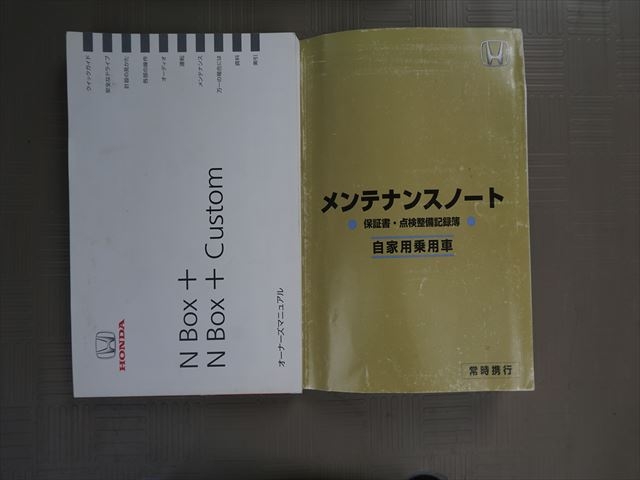 クイックガイド
安全なドライブ
計器の見かた
各部の操作
オーディオ
運転
メンテナンス
万一の場合には
資料
索引
N Box +
N Box + Custom
オーナーズマニュアル
HONDA
メンテナンスノート
保証書・点検整備記録簿
自家用乗用車
常時携行